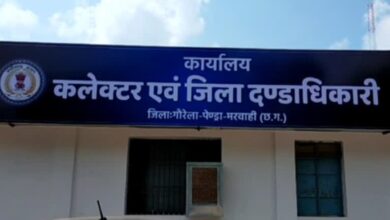 कार्यालय
कलेक्टर एवं जिला दण्डाधिकारी
जिलाःगौरेला-पेण्ड्रा-मरवाही (छ.ग.)